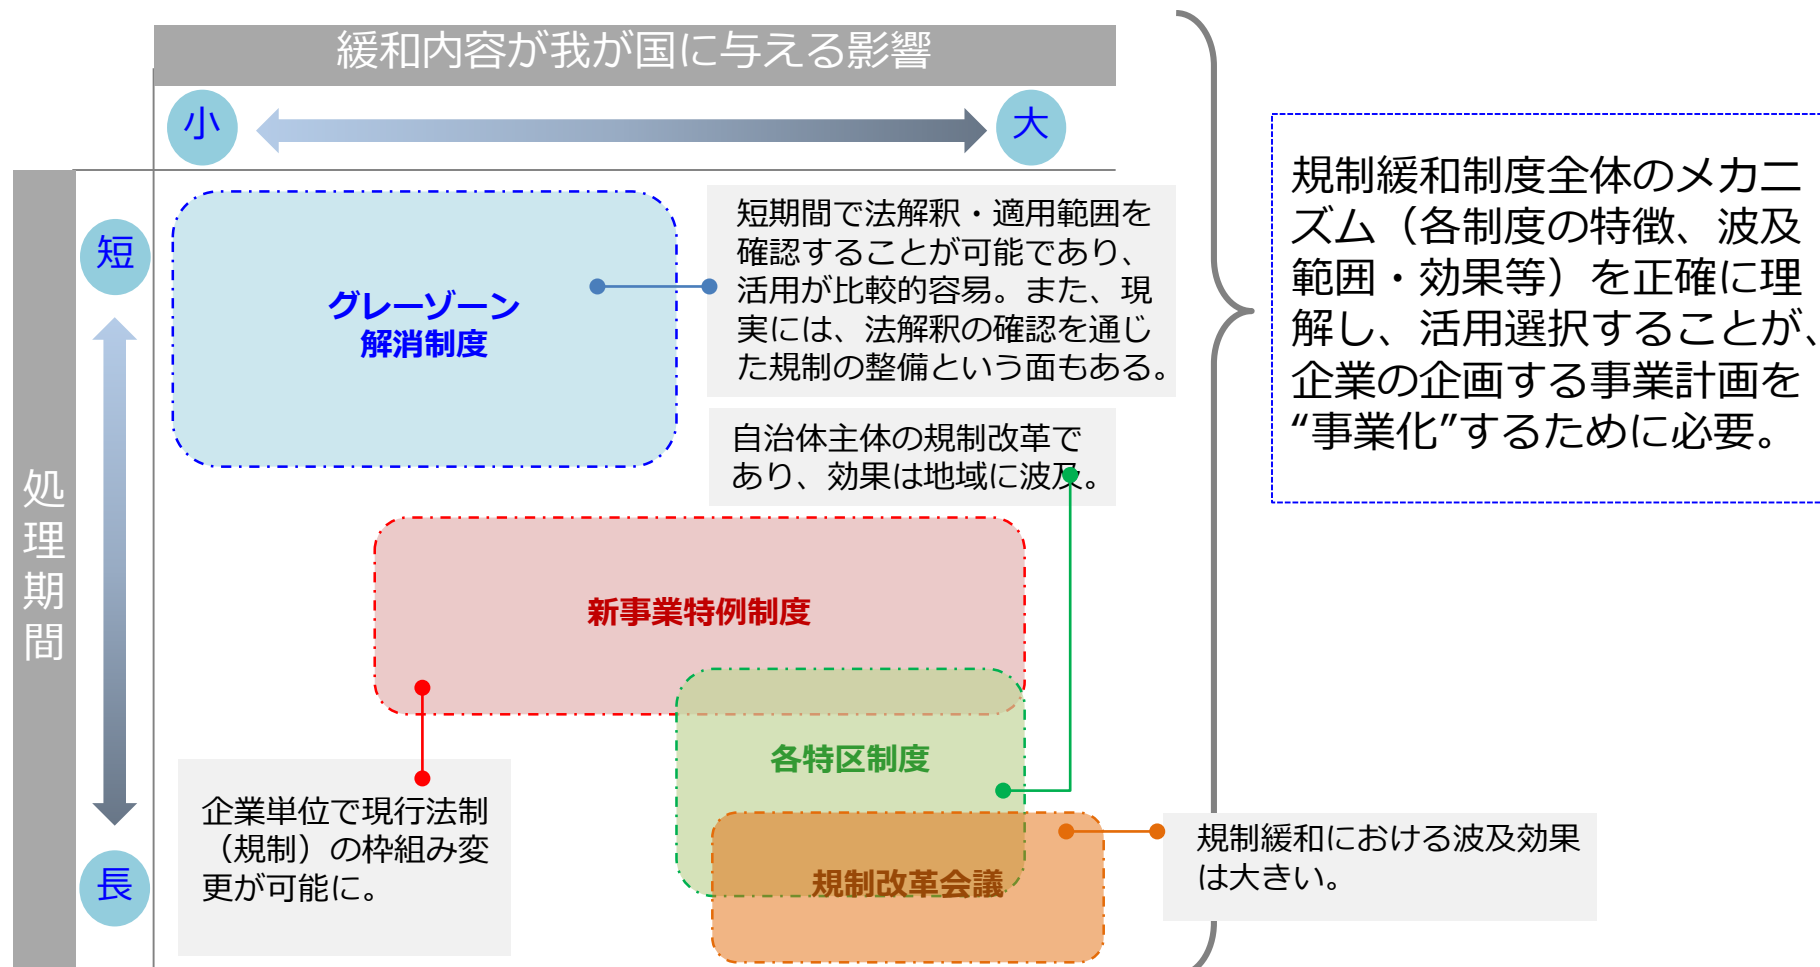 緩和内容が我が国に与える影響
小
大
処理期間
短
長
グレーゾーン
解消制度
短期間で法解釈・適用範囲を
確認することが可能であり、
活用が比較的容易。また、現
実には、法解釈の確認を通じ
た規制の整備という面もある。
自治体主体の規制改革で
あり、効果は地域に波及。
新事業特例制度
各特区制度
企業単位で現行法制
（規制）の枠組み変
更が可能に。
規制改革会議
規制緩和における波及効果
は大きい。
規制緩和制度全体のメカニ
ズム（各制度の特徴、波及
範囲・効果等）を正確に理
解し、活用選択することが、
企業の企画する事業計画を
“事業化”するために必要。